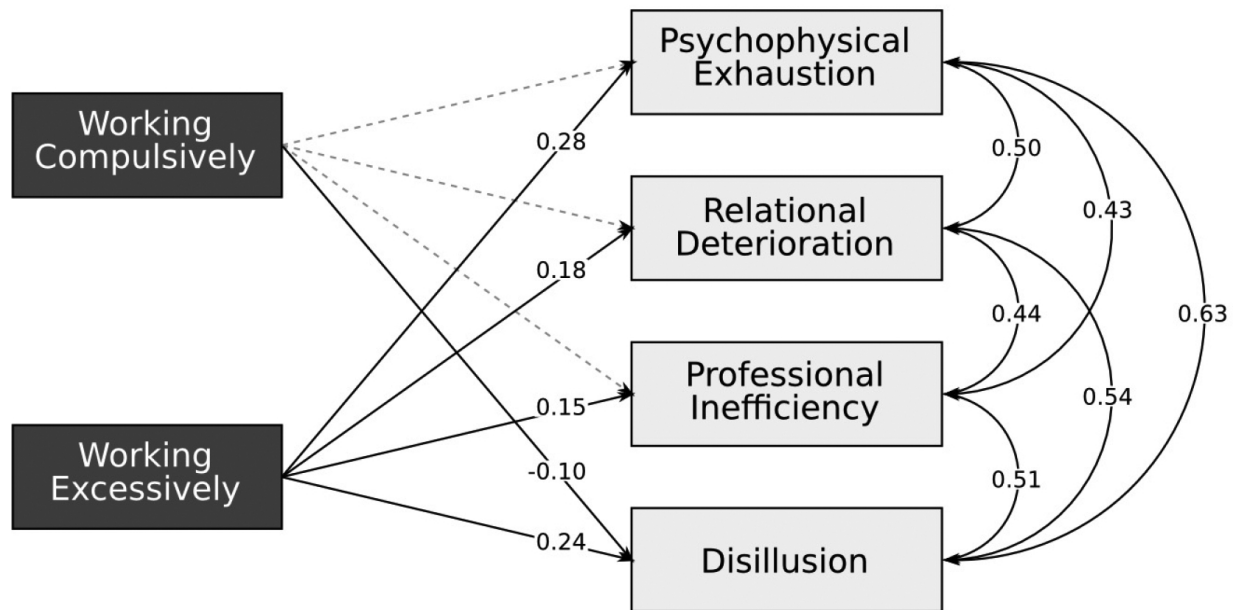 Psychophysical
Exhaustion
Working
Compulsively
0.28
0.50
Relational
Deterioration
0.43
0.18
0.44
0.63
Professional
Inefficiency
0.15
0.54
Working
Excessively
-0.10
0.51
0.24
Disillusion